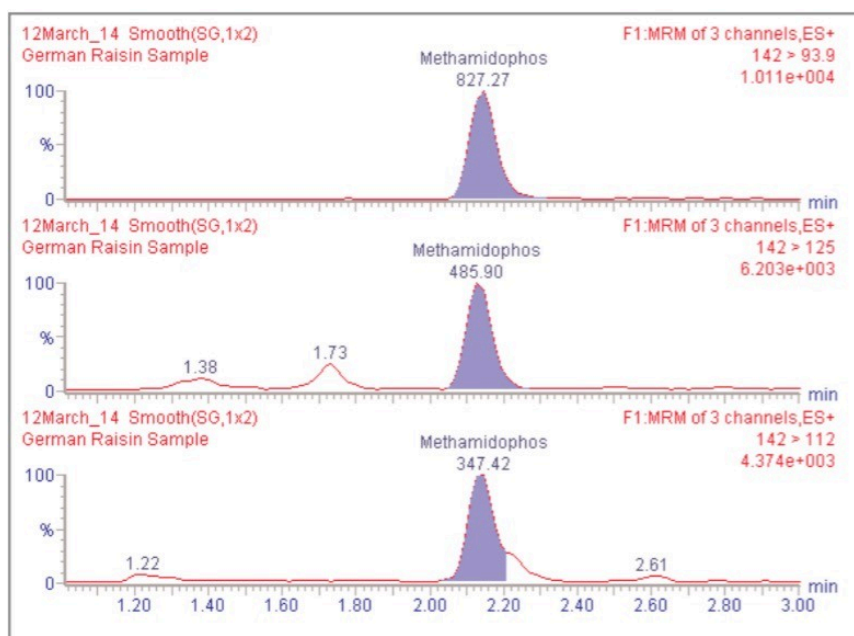 12March_14 Smooth(SG,1x2)
F1:MRM of 3 channels,ES+
German Raisin Sample
142 > 93.9
Methamidophos
1.011e+004
827.27
100
%
0
min
12March_14 Smooth(SG,1x2)
F1:MRM of 3 channels,ES+
German Raisin Sample
142 > 125
Methamidophos
6.203e+003
485.90
100
%
1.38
1.73
0
min
12March_14 Smooth(SG,1x2)
F1:MRM of 3 channels,ES+
German Raisin Sample
142 > 112
Methamidophos
4.374e+003
347.42
100
%
1.22
2.61
0
min
1.20 1.40 1.60 1.80 2.00 2.20 2.40 2.60 2.80 3.00